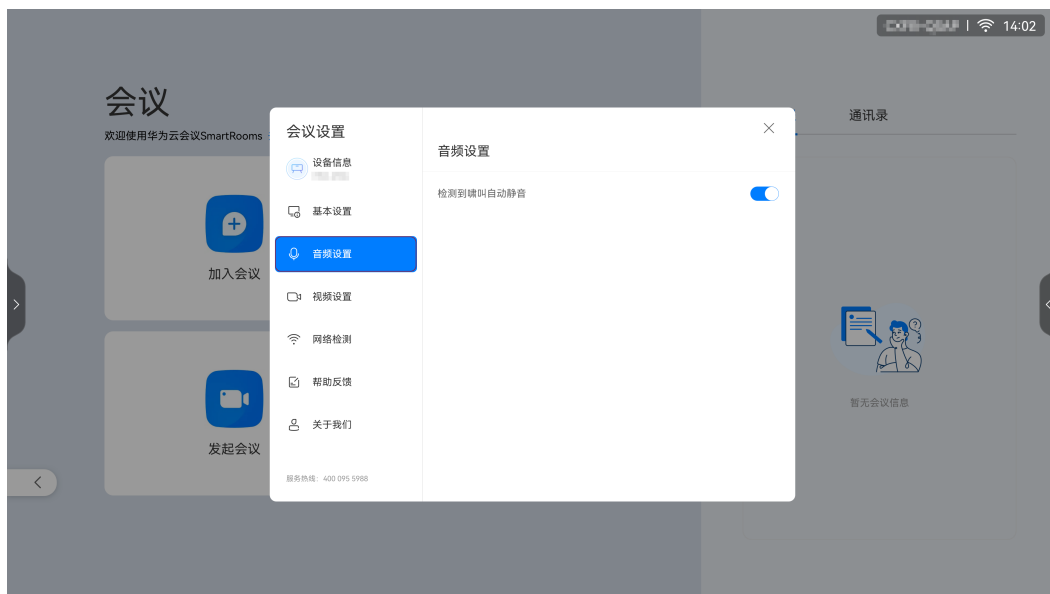 14:02
会议
欢迎使用华为云会议SmartRooms
加入会议
发起会议
会议设置
设备信息
基本设置
音频设置
视频设置
网络检测
帮助反馈
关于我们
服务热线：400 095 5988
音频设置
检测到啸叫自动静音
通讯录
暂无会议信息